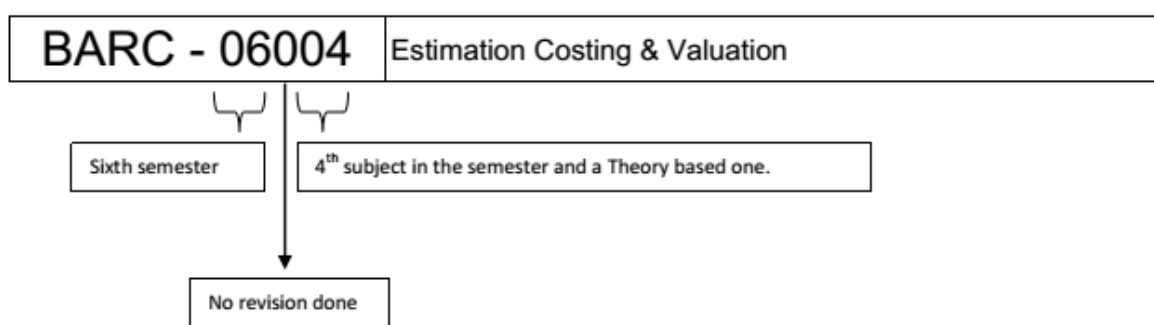 BARC - 06004 Estimation Costing & Valuation
Sixth semester 4th subject in the semester and a Theory based one.
No revision done